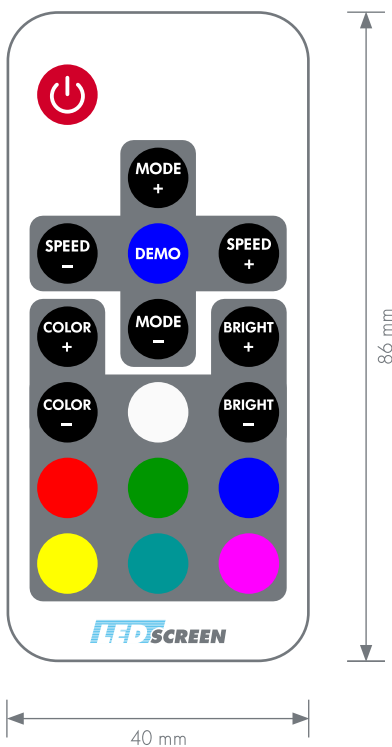 MODE
+
SPEED
–
DEMO
SPEED
+
COLOR
+
MODE
–
BRIGHT
+
COLOR
–
BRIGHT
–
LEDSCREEN
86 mm
40 mm